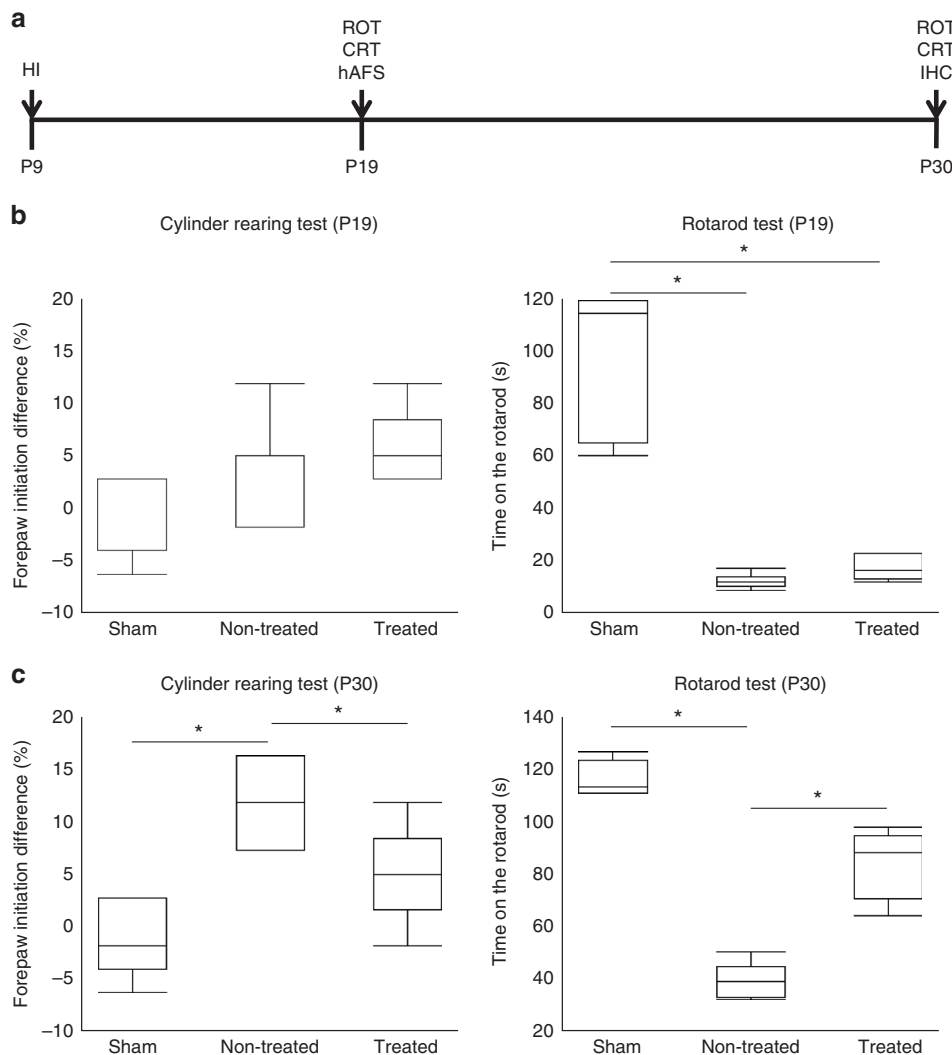 a
HI
ROT
CRT
hAFS
ROT
CRT
IHC
P9
P19
P30
b
Cylinder rearing test (P19)
Forepaw initiation difference (%)
20
15
10
5
0
−5
−10
Sham
Non-treated
Treated
Rotarod test (P19)
*
*
Time on the rotarod (s)
120
100
80
60
40
20
0
Sham
Non-treated
Treated
c
Cylinder rearing test (P30)
*
*
Forepaw initiation difference (%)
20
15
10
5
0
−5
−10
Sham
Non-treated
Treated
Rotarod test (P30)
*
*
Time on the rotarod (s)
140
120
100
80
60
40
20
Sham
Non-treated
Treated